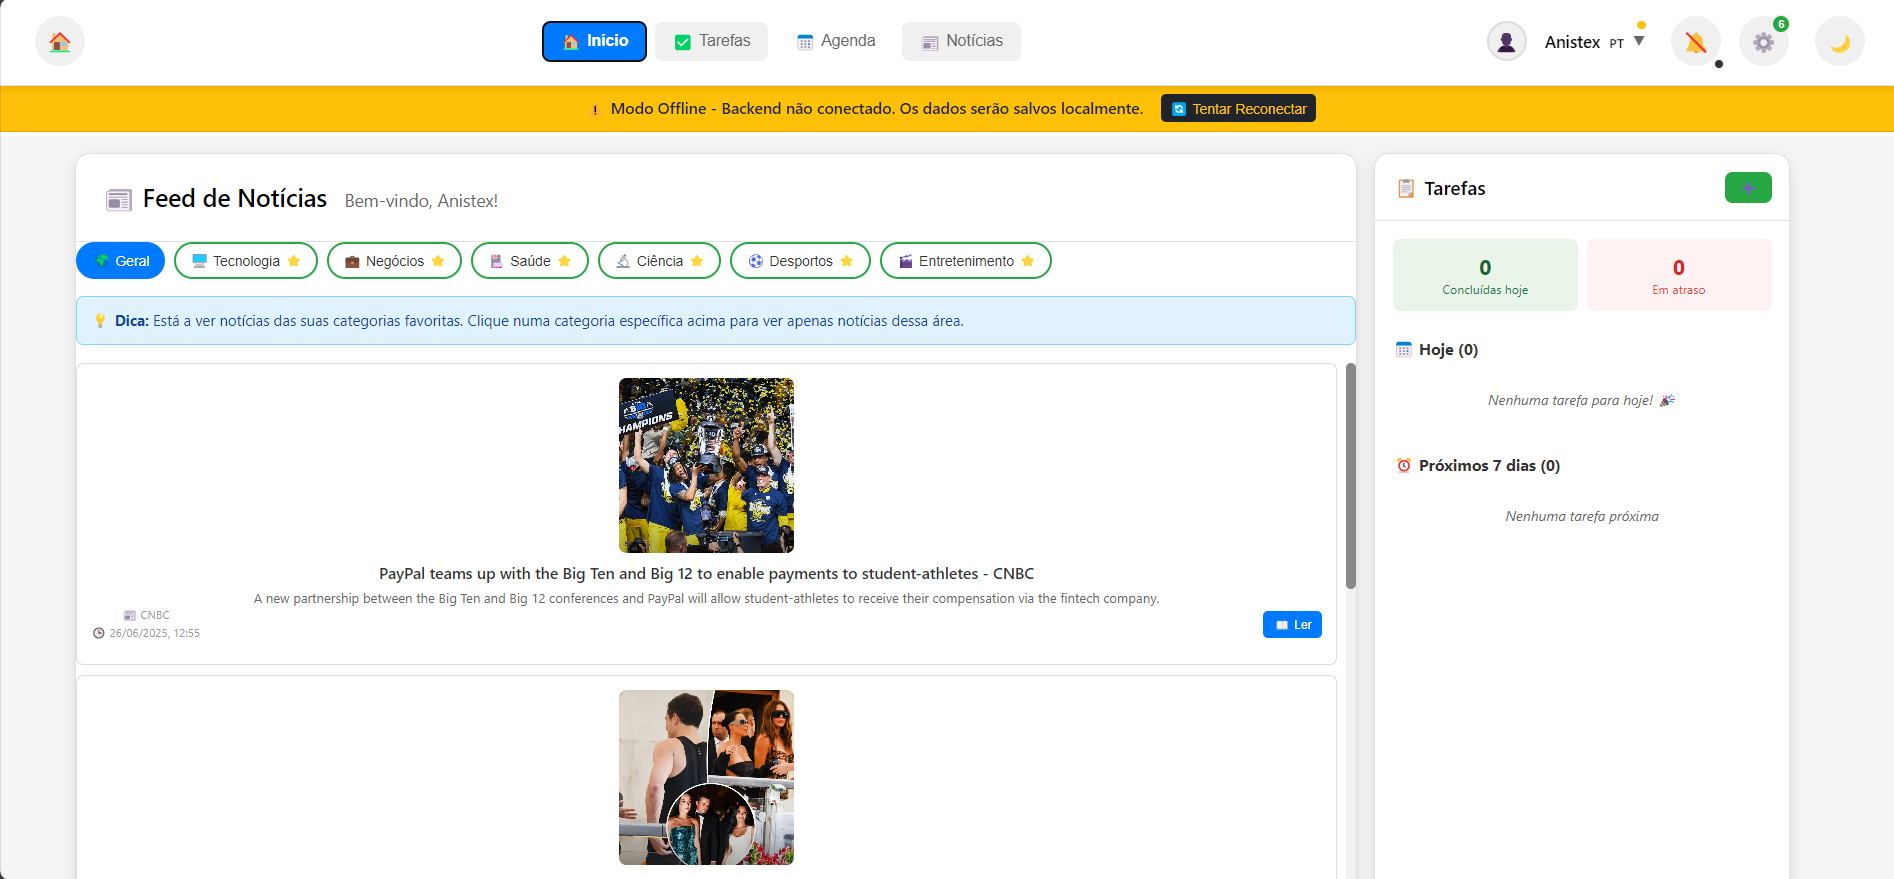 Início
Tarefas
Agenda
Notícias
Anistex PT ▼
6
Modo Offline - Backend não conectado. Os dados serão salvos localmente.
Tentar Reconectar
Feed de Notícias
Bem-vindo, Anistex!
Geral
Tecnologia
Negócios
Saúde
Ciência
Desportos
Entretenimento
Dica: Está a ver notícias das suas categorias favoritas. Clique numa categoria específica acima para ver apenas notícias dessa área.
CHAMPIONS
PayPal teams up with the Big Ten and Big 12 to enable payments to student-athletes - CNBC
A new partnership between the Big Ten and Big 12 conferences and PayPal will allow student-athletes to receive their compensation via the fintech company.
CNBC
26/06/2025, 12:55
Ler
Tarefas
+
0
Concluídas hoje
0
Em atraso
Hoje (0)
Nenhuma tarefa para hoje!
Próximos 7 dias (0)
Nenhuma tarefa próxima